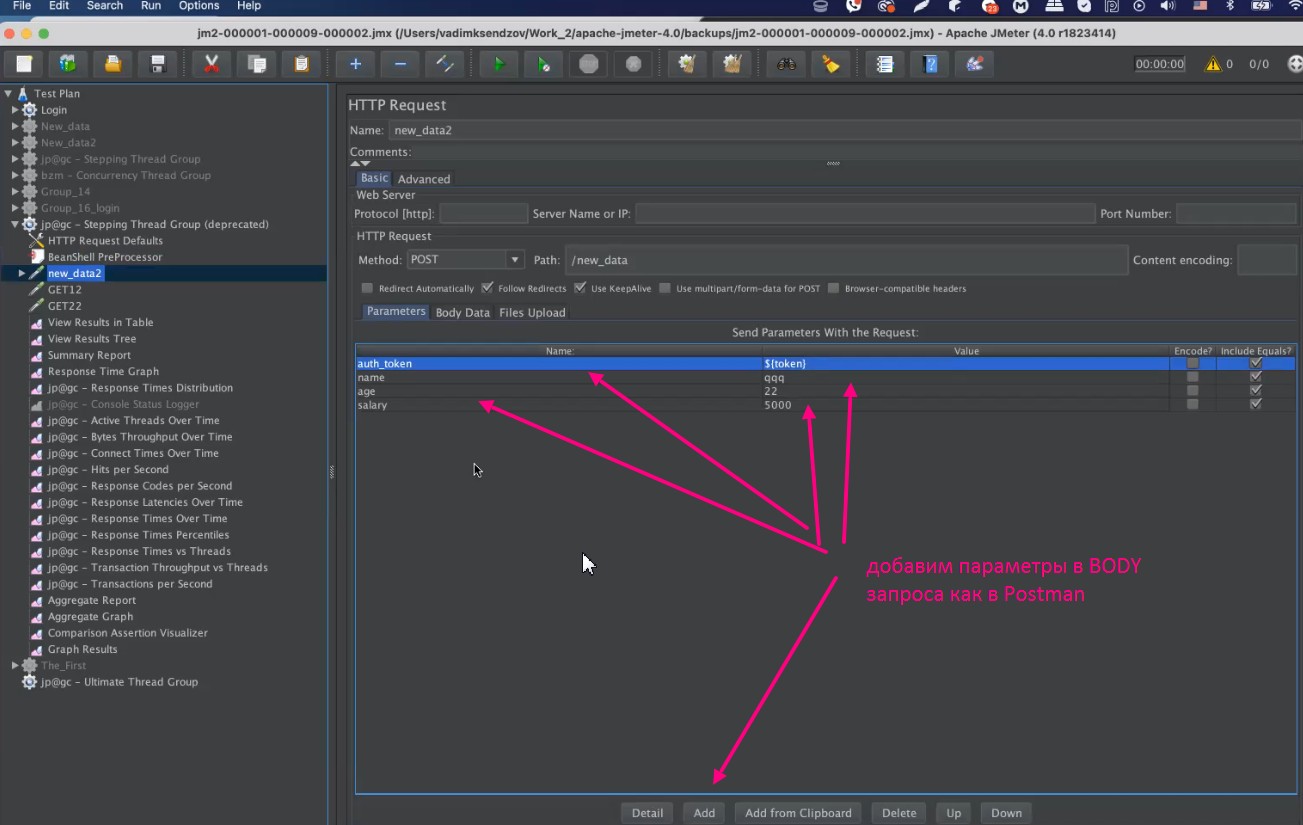 File Edit Search Run Options Help
jm2-000001-000009-000002.jmx (/Users/vadimksendzov/Work_2/apache-jmeter-4.0/backups/jm2-000001-000009-000002.jmx) - Apache JMeter (4.0 r1823414)
00:00:00 0 0/0
Test Plan
Login
New_data
New_data2
jp@gc - Stepping Thread Group
bzm - Concurrency Thread Group
Group_14
Group_16_login
jp@gc - Stepping Thread Group (deprecated)
HTTP Request Defaults
BeanShell PreProcessor
new_data2
GET12
GET22
View Results in Table
View Results Tree
Summary Report
Response Time Graph
jp@gc - Response Times Distribution
jp@gc - Console Status Logger
jp@gc - Active Threads Over Time
jp@gc - Bytes Throughput Over Time
jp@gc - Connect Times Over Time
jp@gc - Hits per Second
jp@gc - Response Codes per Second
jp@gc - Response Latencies Over Time
jp@gc - Response Times Over Time
jp@gc - Response Times Percentiles
jp@gc - Response Times vs Threads
jp@gc - Transaction Throughput vs Threads
jp@gc - Transactions per Second
Aggregate Report
Aggregate Graph
Comparison Assertion Visualizer
Graph Results
The_First
jp@gc - Ultimate Thread Group
HTTP Request
Name: new_data2
Comments:
Basic Advanced
Web Server
Protocol [http]: Server Name or IP: Port Number:
HTTP Request
Method: POST Path: /new_data Content encoding:
Redirect Automatically Follow Redirects Use KeepAlive Use multipart/form-data for POST Browser-compatible headers
Parameters Body Data Files Upload
Send Parameters With the Request:
Name: Value Encode? Include Equals?
auth_token ${token}
name qqq
age 22
salary 5000
добавим параметры в BODY
запроса как в Postman
Detail Add Add from Clipboard Delete Up Down